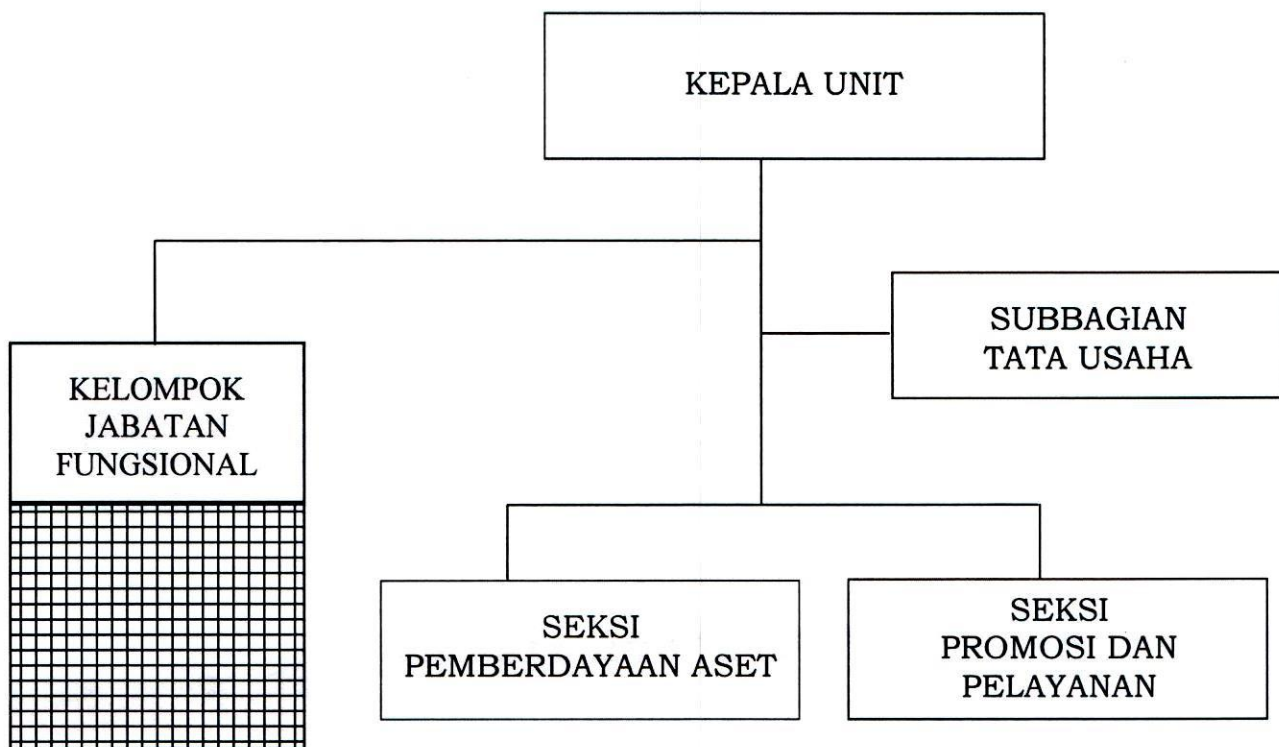 KEPALA UNIT
SUBBAGIAN
TATA USAHA
KELOMPOK
JABATAN
FUNGSIONAL
SEKSI
PEMBERDAYAAN ASET
SEKSI
PROMOSI DAN
PELAYANAN